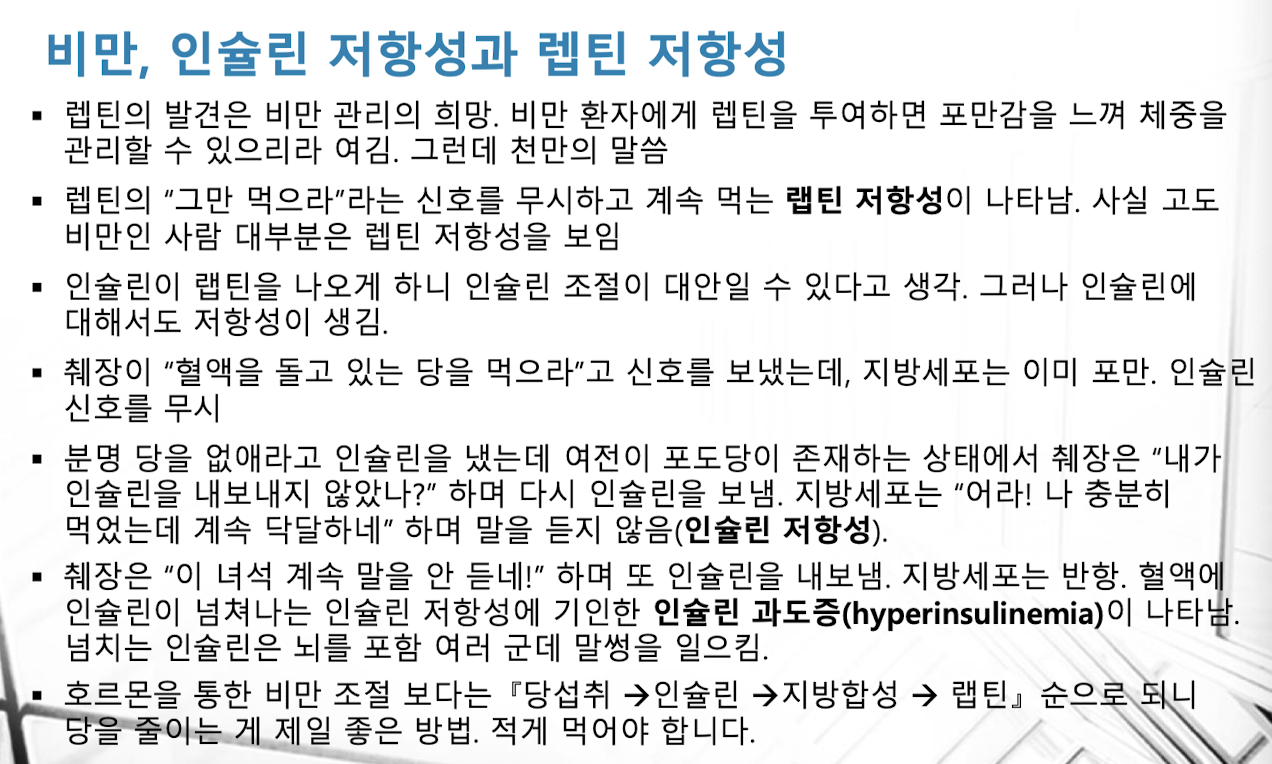 비만, 인슐린 저항성과 렙틴 저항성
▪ 렙틴의 발견은 비만 관리의 희망. 비만 환자에게 렙틴을 투여하면 포만감을 느껴 체중을
관리할 수 있으리라 여김. 그런데 천만의 말씀
▪ 렙틴의 “그만 먹으라”라는 신호를 무시하고 계속 먹는 랩틴 저항성이 나타남. 사실 고도
비만인 사람 대부분은 렙틴 저항성을 보임
▪ 인슐린이 랩틴을 나오게 하니 인슐린 조절이 대안일 수 있다고 생각. 그러나 인슐린에
대해서도 저항성이 생김.
▪ 췌장이 “혈액을 돌고 있는 당을 먹으라”고 신호를 보냈는데, 지방세포는 이미 포만. 인슐린
신호를 무시
▪ 분명 당을 없애라고 인슐린을 냈는데 여전이 포도당이 존재하는 상태에서 췌장은 “내가
인슐린을 내보내지 않았나?” 하며 다시 인슐린을 보냄. 지방세포는 “어라! 나 충분히
먹었는데 계속 닥달하네” 하며 말을 듣지 않음(인슐린 저항성).
▪ 췌장은 “이 녀석 계속 말을 안 듣네!” 하며 또 인슐린을 내보냄. 지방세포는 반항. 혈액에
인슐린이 넘쳐나는 인슐린 저항성에 기인한 인슐린 과도증(hyperinsulinemia)이 나타남.
넘치는 인슐린은 뇌를 포함 여러 군데 말썽을 일으킴.
▪ 호르몬을 통한 비만 조절 보다는『당섭취 →인슐린 →지방합성 → 랩틴』순으로 되니
당을 줄이는 게 제일 좋은 방법. 적게 먹어야 합니다.